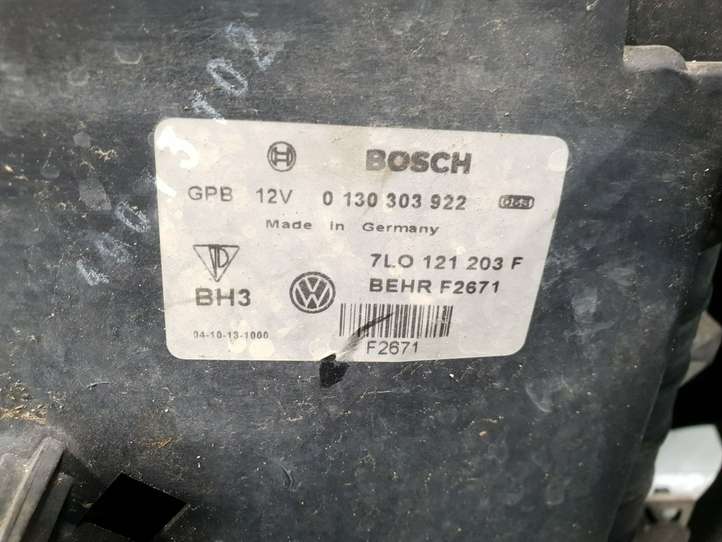 BOSCH
GPB 12V 0 130 303 922
Made in Germany
7LO 121 203 F
BH3
BEHR F2671
04-10-13-1000
F2671